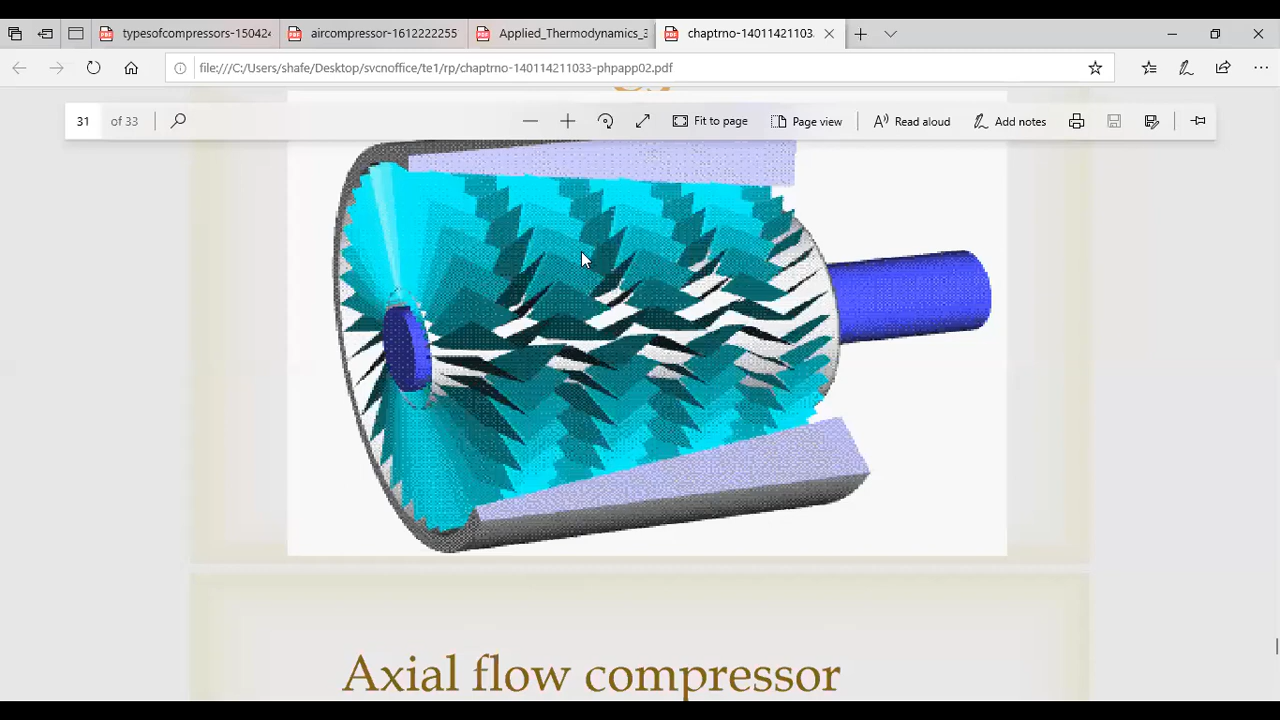 typesofcompressors-150424
aircompressor-1612222255
Applied_Thermodynamics_3
chaptrno-14011421103
file:///C:/Users/shafe/Desktop/svcnoffice/te1/rp/chaptrno-140114211033-phpapp02.pdf
31 of 33
Fit to page
Page view
Read aloud
Add notes
Axial flow compressor